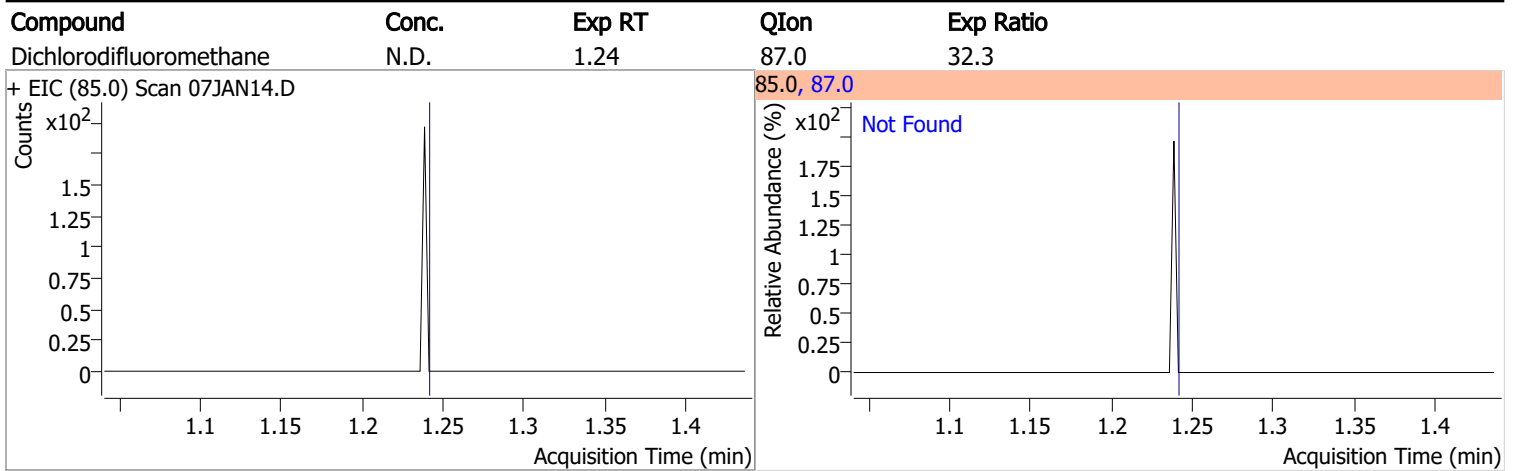 Compound Conc. Exp RT QIon Exp Ratio
Dichlorodifluoromethane N.D. 1.24 87.0 32.3
+ EIC (85.0) Scan 07JAN14.D
Counts
x10²
1.5
1.25
1
0.75
0.5
0.25
0
1.1 1.15 1.2 1.25 1.3 1.35 1.4
Acquisition Time (min)
85.0, 87.0
Relative Abundance (%)
x10²
Not Found
1.75
1.5
1.25
1
0.75
0.5
0.25
0
1.1 1.15 1.2 1.25 1.3 1.35 1.4
Acquisition Time (min)